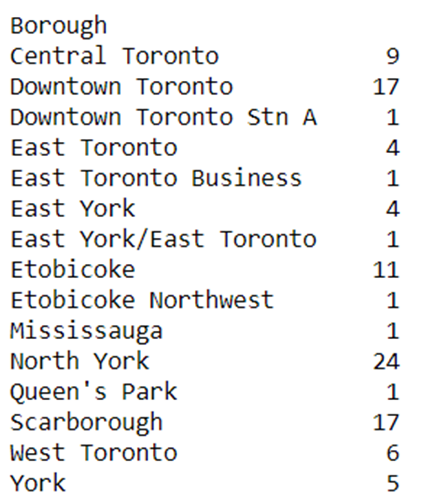 Borough
Central Toronto 9
Downtown Toronto 17
Downtown Toronto Stn A 1
East Toronto 4
East Toronto Business 1
East York 4
East York/East Toronto 1
Etobicoke 11
Etobicoke Northwest 1
Mississauga 1
North York 24
Queen's Park 1
Scarborough 17
West Toronto 6
York 5